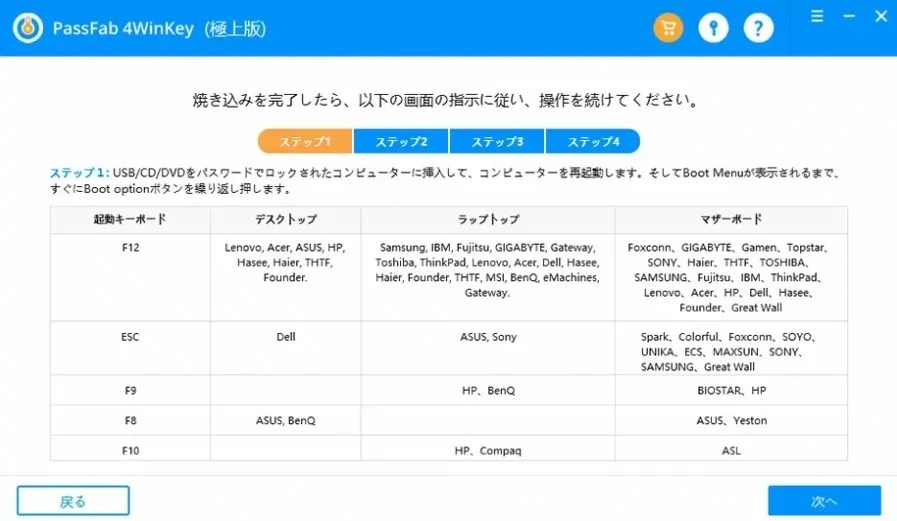 PassFab 4WinKey (極上版)
焼き込みを完了したら、以下の画面の指示に従い、操作を続けてください。
ステップ1 ステップ2 ステップ3 ステップ4
ステップ1: USB/CD/DVDをパスワードでロックされたコンピューターに挿入して、コンピューターを再起動します。そしてBoot Menuが表示されるまで、
すぐにBoot optionボタンを繰り返し押します。
起動キーボード デスクトップ ラップトップ マザーボード
F12
Lenovo, Acer, ASUS, HP,
Hasee, Haier, THTF,
Founder.
Samsung, IBM, Fujitsu, GIGABYTE, Gateway,
Toshiba, ThinkPad, Lenovo, Acer, Dell, Hasee,
Haier, Founder, THTF, MSI, BenQ, eMachines,
Gateway.
Foxconn、GIGABYTE、Gamen、Topstar、
SONY、Haier、THTF、TOSHIBA、
SAMSUNG、Fujitsu、IBM、ThinkPad、
Lenovo、Acer、HP、Dell、Hasee、
Founder、Great Wall
ESC
Dell
ASUS, Sony
Spark、Colorful、Foxconn、SOYO、
UNIKA、ECS、MAXSUN、SONY、
SAMSUNG、Great Wall
F9 HP、BenQ BIOSTAR、HP
F8 ASUS, BenQ ASUS、Yeston
F10 HP、Compaq ASL
戻る 次へ